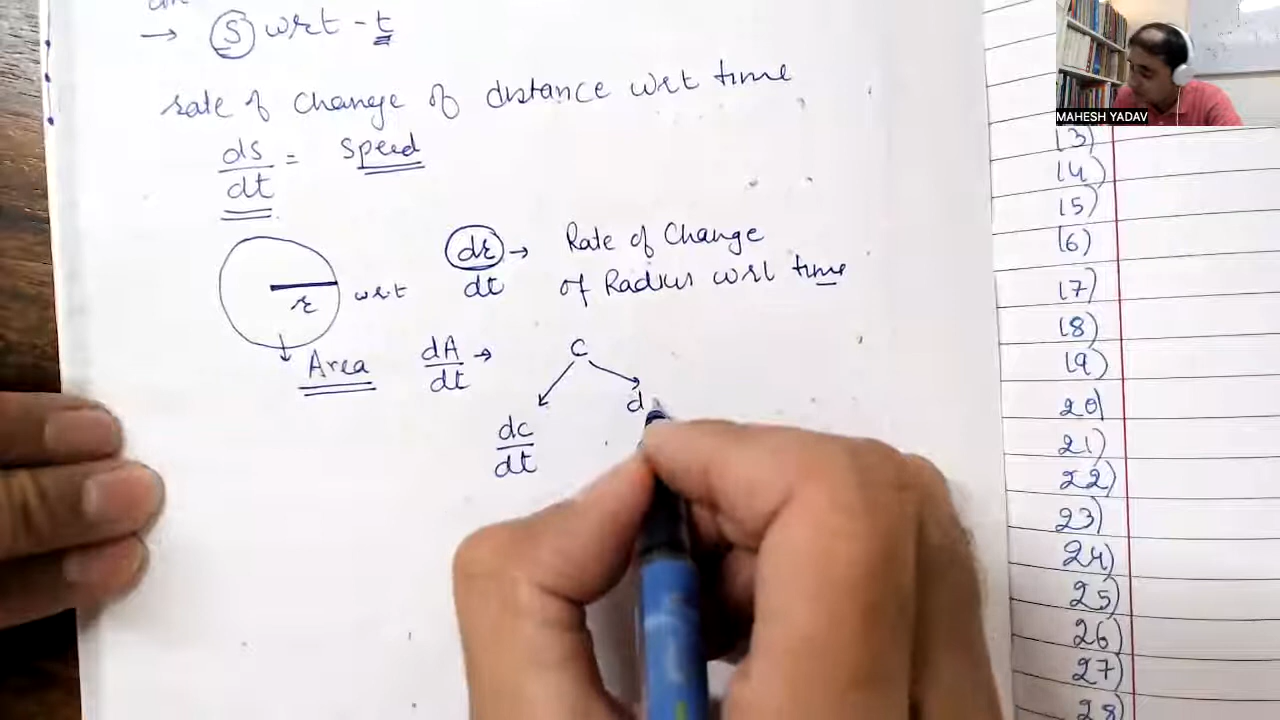 → S wrt - t
rate of change of distance wrt time
ds/dt = speed
dr/dt → Rate of Change
of Radius wrt time
r wrt
Area dA/dt → C
dc/dt d
MAHESH YADAV
13)
14)
15)
16)
17)
18)
19)
20)
21)
22)
23)
24)
25)
26)
27)
28)